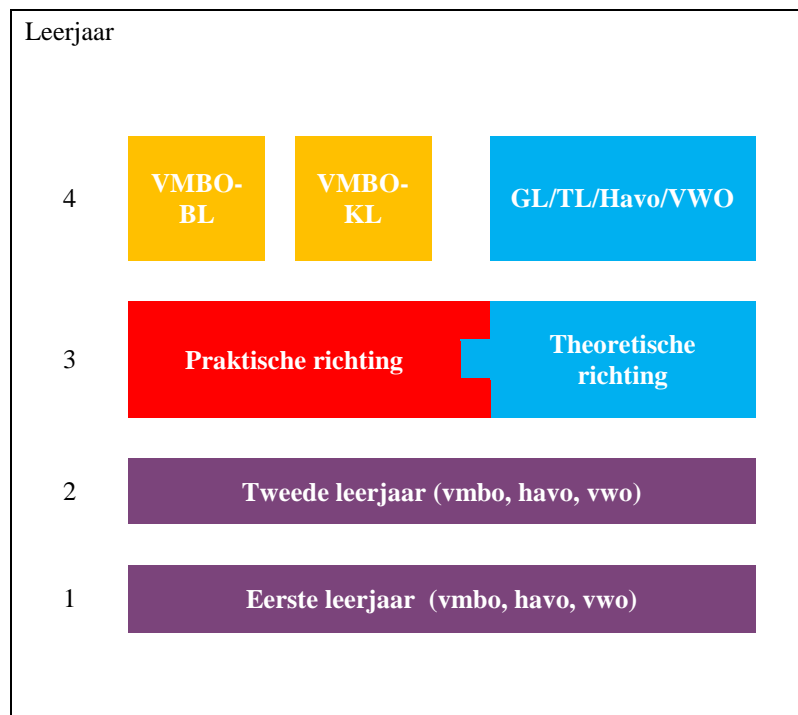 Leerjaar
4
VMBO-
BL
VMBO-
KL
GL/TL/Havo/VWO
3
Praktische richting
Theoretische
richting
2
Tweede leerjaar (vmbo, havo, vwo)
1
Eerste leerjaar (vmbo, havo, vwo)